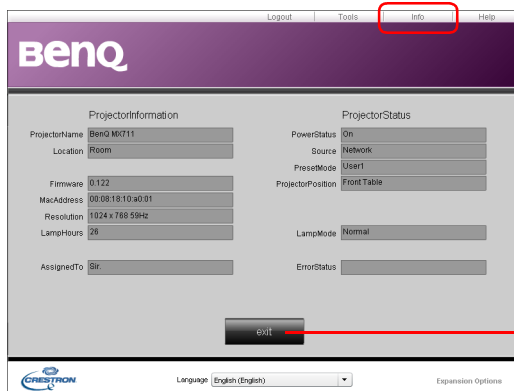 Logout Tools Info Help
BenQ
ProjectorInformation
ProjectorName BenQ MX711
Location Room
Firmware 0.122
MacAddress 00:08:18:10:a0:01
Resolution 1024 x 768 59Hz
LampHours 26
AssignedTo Sir.
ProjectorStatus
PowerStatus On
Source Network
PresetMode User1
ProjectorPosition Front Table
LampMode Normal
ErrorStatus
exit
CRESTRON
Language English (English)
Expansion Options